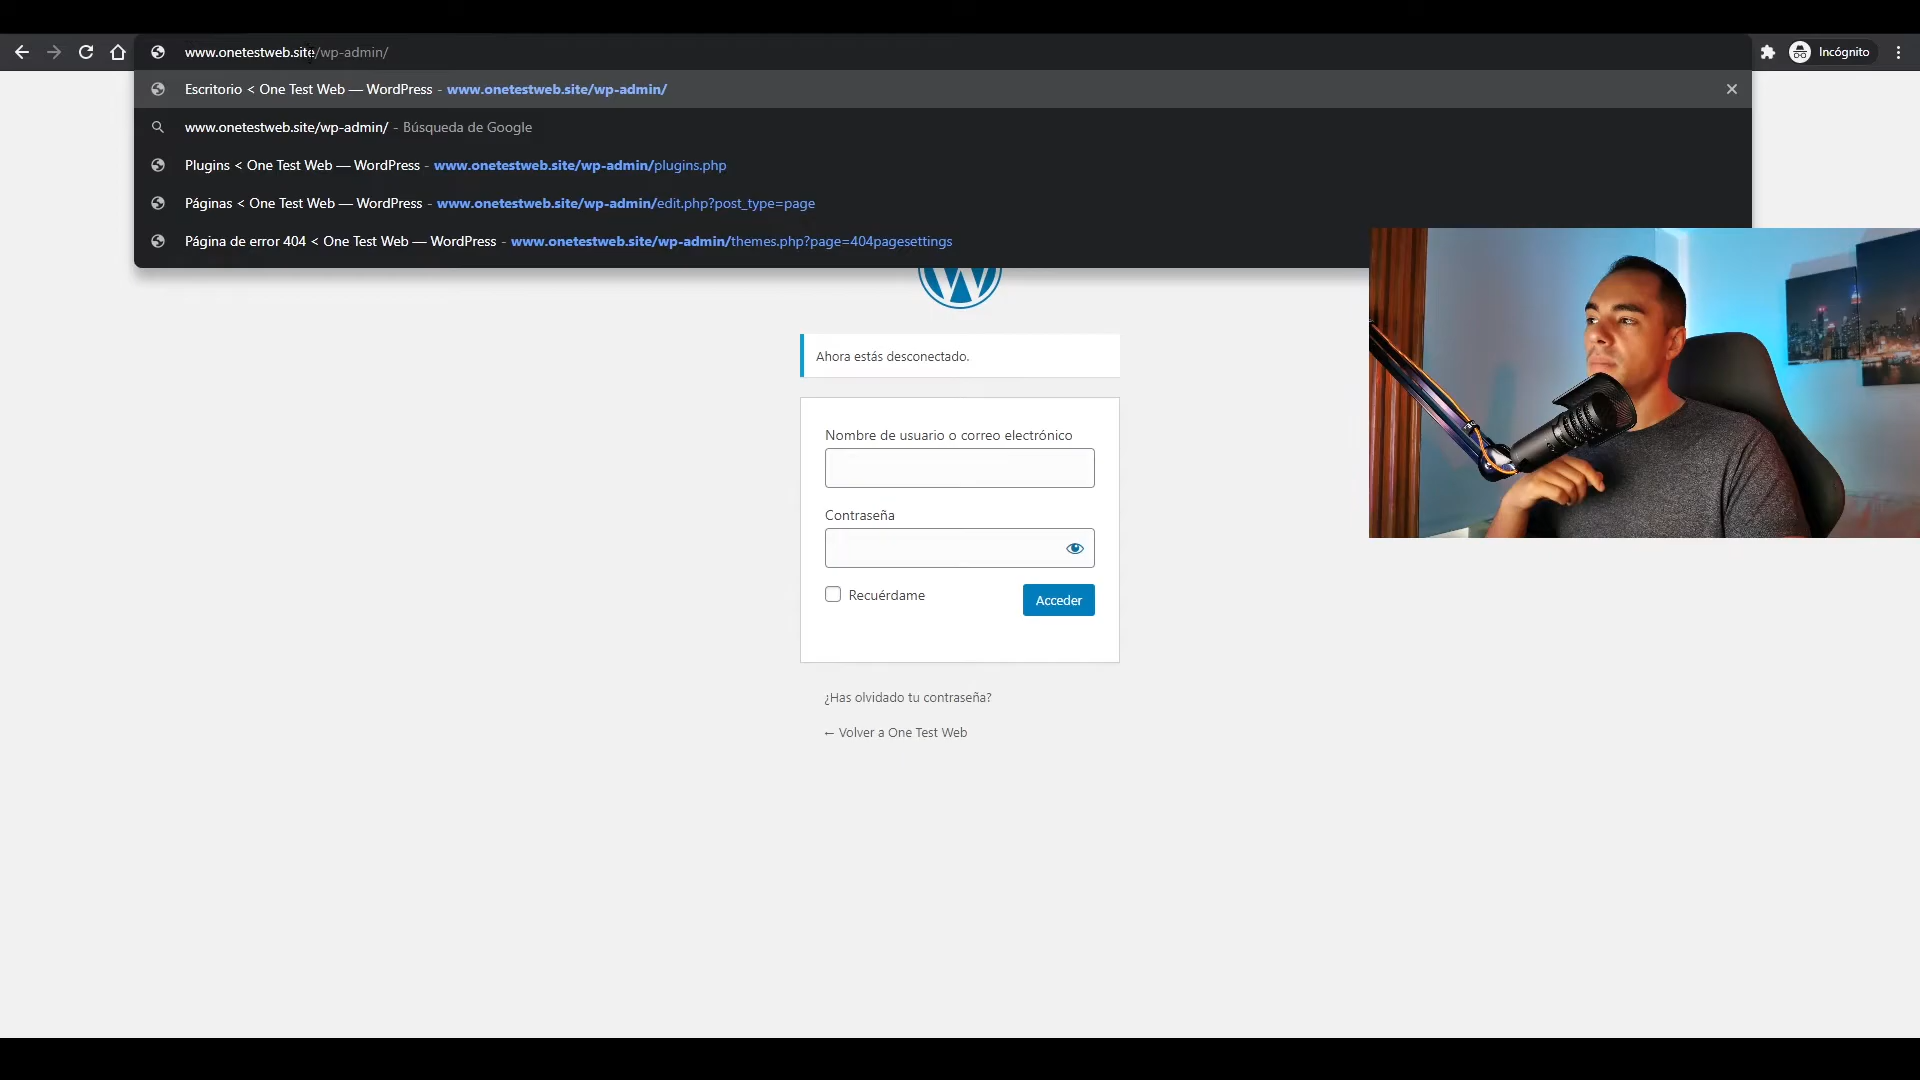 www.onetestweb.site/wp-admin/
Incógnito
Escritorio < One Test Web — WordPress - www.onetestweb.site/wp-admin/
www.onetestweb.site/wp-admin/ - Búsqueda de Google
Plugins < One Test Web — WordPress - www.onetestweb.site/wp-admin/plugins.php
Páginas < One Test Web — WordPress - www.onetestweb.site/wp-admin/edit.php?post_type=page
Página de error 404 < One Test Web — WordPress - www.onetestweb.site/wp-admin/themes.php?page=404pagesettings
Ahora estás desconectado.
Nombre de usuario o correo electrónico
Contraseña
Recuérdame
Acceder
¿Has olvidado tu contraseña?
← Volver a One Test Web